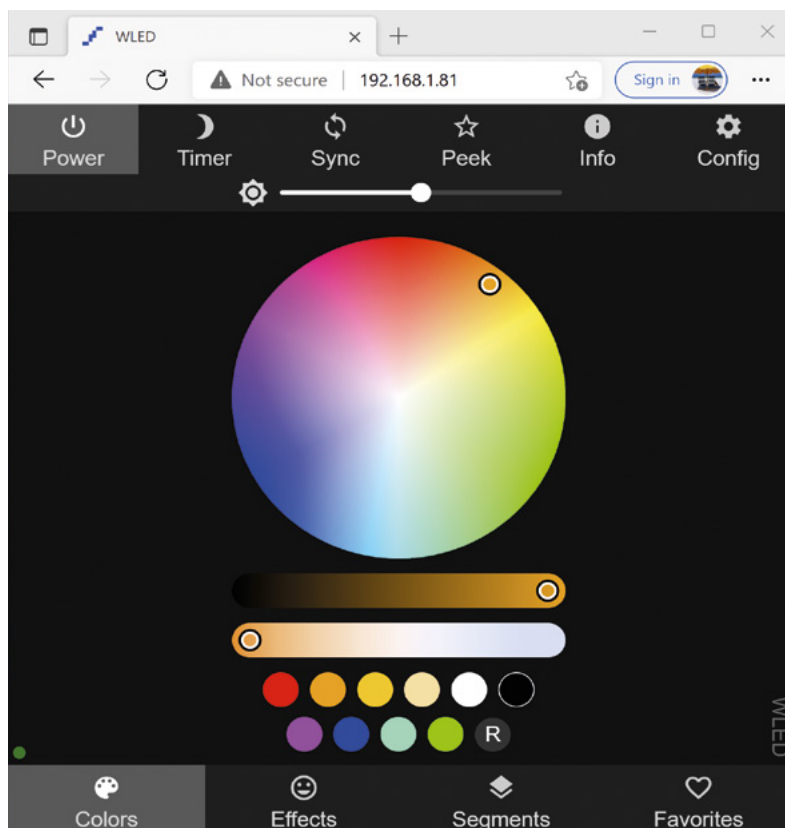 WLED
Not secure | 192.168.1.81 Sign in
Power Timer Sync Peek Info Config
R
WLED
Colors Effects Segments Favorites